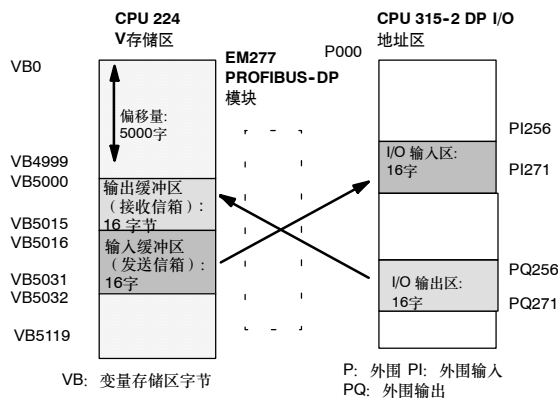 CPU 224
V存储区
CPU 315-2 DP I/O
地址区
EM277
PROFIBUS-DP
模块
P000
VB0
偏移量:
5000字
VB4999
VB5000
输出缓冲区
（接收信箱）:
16 字节
VB5015
VB5016
输入缓冲区
（发送信箱）:
16字
VB5031
VB5032
VB5119
PI256
I/O 输入区:
16字
PI271
PQ256
I/O 输出区:
16字
PQ271
VB: 变量存储区字节
P: 外围 PI: 外围输入
PQ: 外围输出